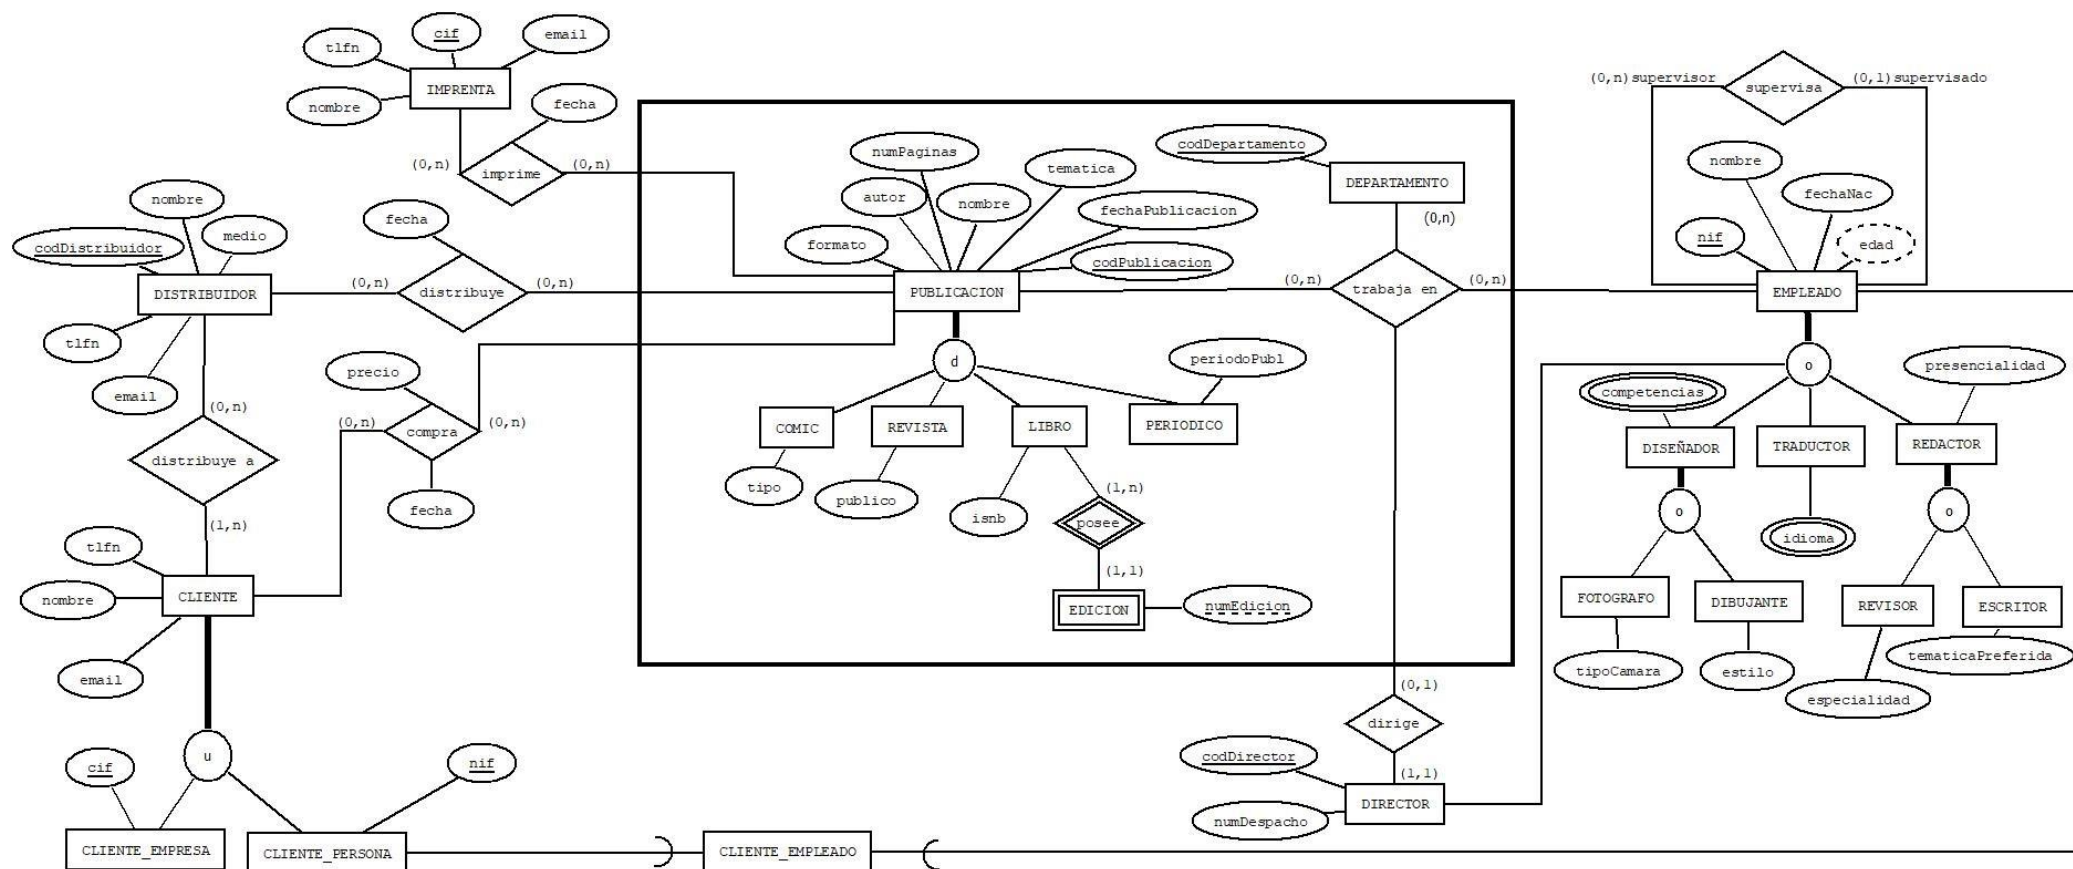 cif
tlfn
email
IMPRENTA
nombre
fecha
(0,n)
imprime
(0,n)
nombre
codDistribuidor
medio
fecha
DISTRIBUIDOR
(0,n)
distribuye
(0,n)
tlfn
email
(0,n)
distribuye a
(1,n)
precio
(0,n)
compra
(0,n)
fecha
tlfn
nombre
CLIENTE
email
u
cif
nif
CLIENTE_EMPRESA
CLIENTE_PERSONA
CLIENTE_EMPLEADO
numPaginas
tematica
autor
nombre
fechaPublicacion
formato
codPublicacion
PUBLICACION
d
periodoPubl
COMIC
REVISTA
LIBRO
PERIODICO
tipo
publico
isnb
(1,n)
posee
(1,1)
EDICION
numEdicion
codDepartamento
DEPARTAMENTO
(0,n)
(0,n)
trabaja en
(0,n)
(0,1)
dirige
(1,1)
codDirector
DIRECTOR
numDespacho
(0,n)supervisor
supervisa
(0,1)supervisado
nombre
fechaNac
nif
edad
EMPLEADO
o
presencialidad
competencias
DISEÑADOR
TRADUCTOR
REDACTOR
o
idioma
o
FOTOGRAFO
DIBUJANTE
REVISOR
ESCRITOR
tipoCamara
estilo
tematicaPreferida
especialidad